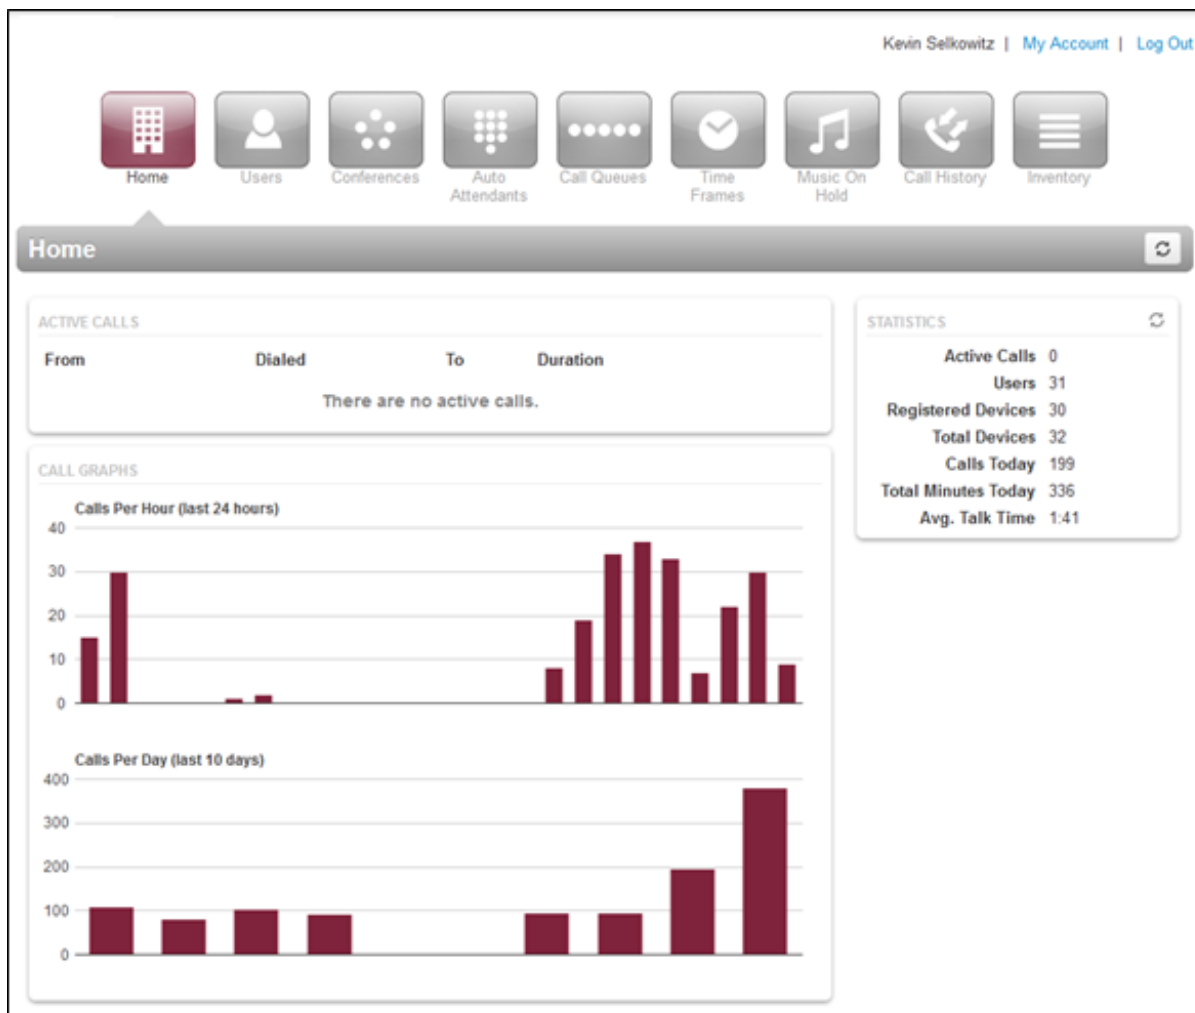 Kevin Selkowitz | My Account | Log Out
Home Users Conferences Auto Attendants Call Queues Time Frames Music On Hold Call History Inventory
Home
ACTIVE CALLS
From Dialed To Duration
There are no active calls.
STATISTICS
Active Calls 0
Users 31
Registered Devices 30
Total Devices 32
Calls Today 199
Total Minutes Today 336
Avg. Talk Time 1:41
CALL GRAPHS
Calls Per Hour (last 24 hours)
40
30
20
10
0
Calls Per Day (last 10 days)
400
300
200
100
0